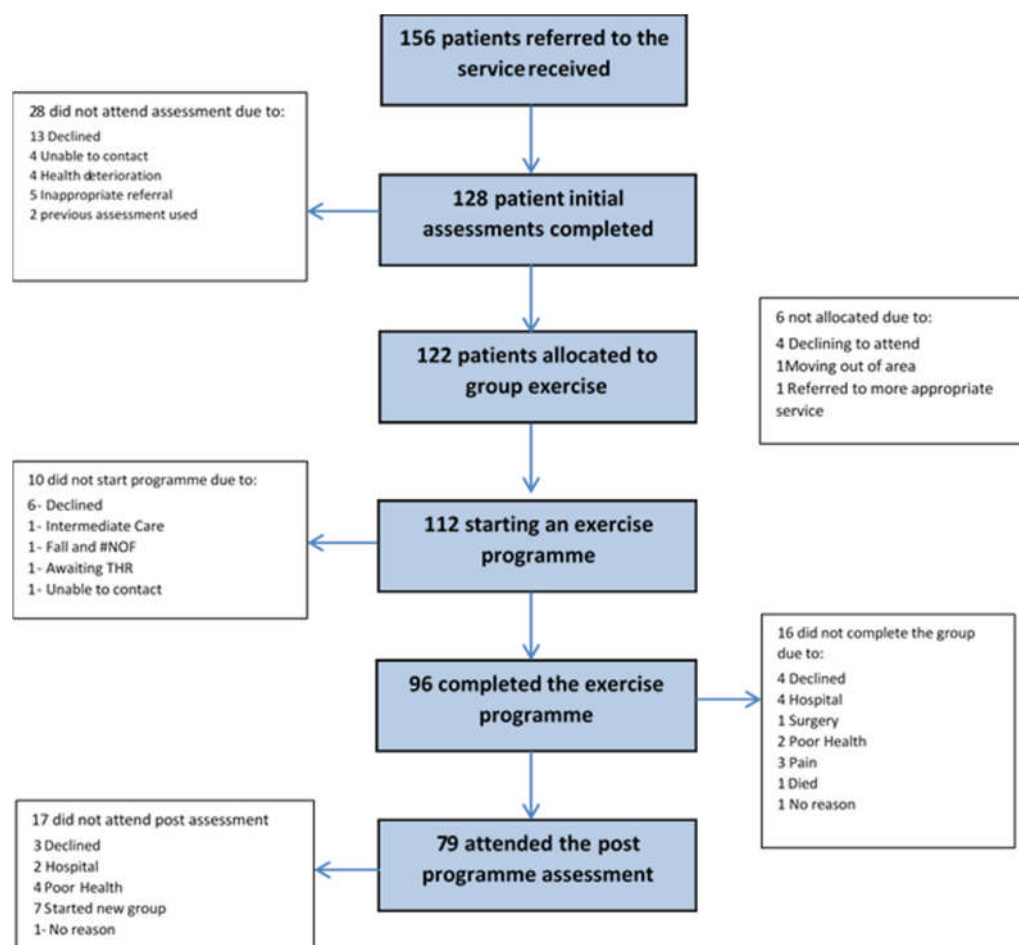 156 patients referred to the
service received
28 did not attend assessment due to:
13 Declined
4 Unable to contact
4 Health deterioration
5 Inappropriate referral
2 previous assessment used
128 patient initial
assessments completed
6 not allocated due to:
4 Declining to attend
1Moving out of area
1 Referred to more appropriate
service
122 patients allocated to
group exercise
10 did not start programme due to:
6- Declined
1- Intermediate Care
1- Fall and #NOF
1- Awaiting THR
1- Unable to contact
112 starting an exercise
programme
16 did not complete the group
due to:
4 Declined
4 Hospital
1 Surgery
2 Poor Health
3 Pain
1 Died
1 No reason
96 completed the exercise
programme
17 did not attend post assessment
3 Declined
2 Hospital
4 Poor Health
7 Started new group
1- No reason
79 attended the post
programme assessment